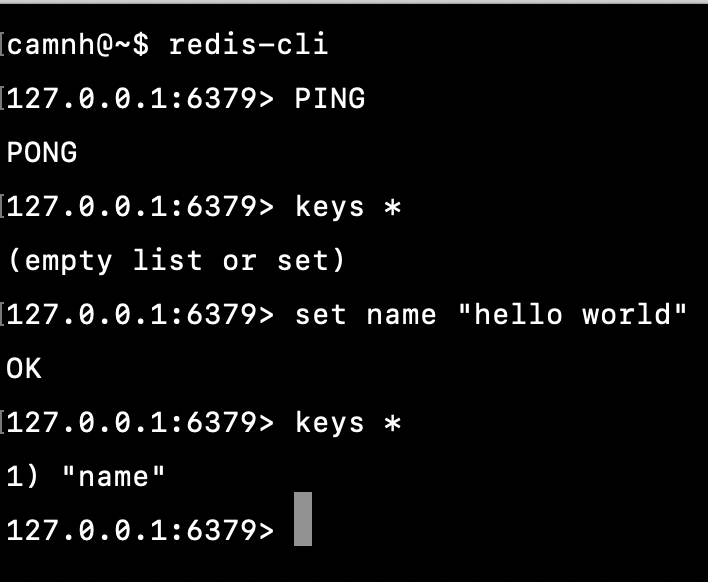 camnh@~$ redis-cli
127.0.0.1:6379> PING
PONG
127.0.0.1:6379> keys *
(empty list or set)
127.0.0.1:6379> set name "hello world"
OK
127.0.0.1:6379> keys *
1) "name"
127.0.0.1:6379>